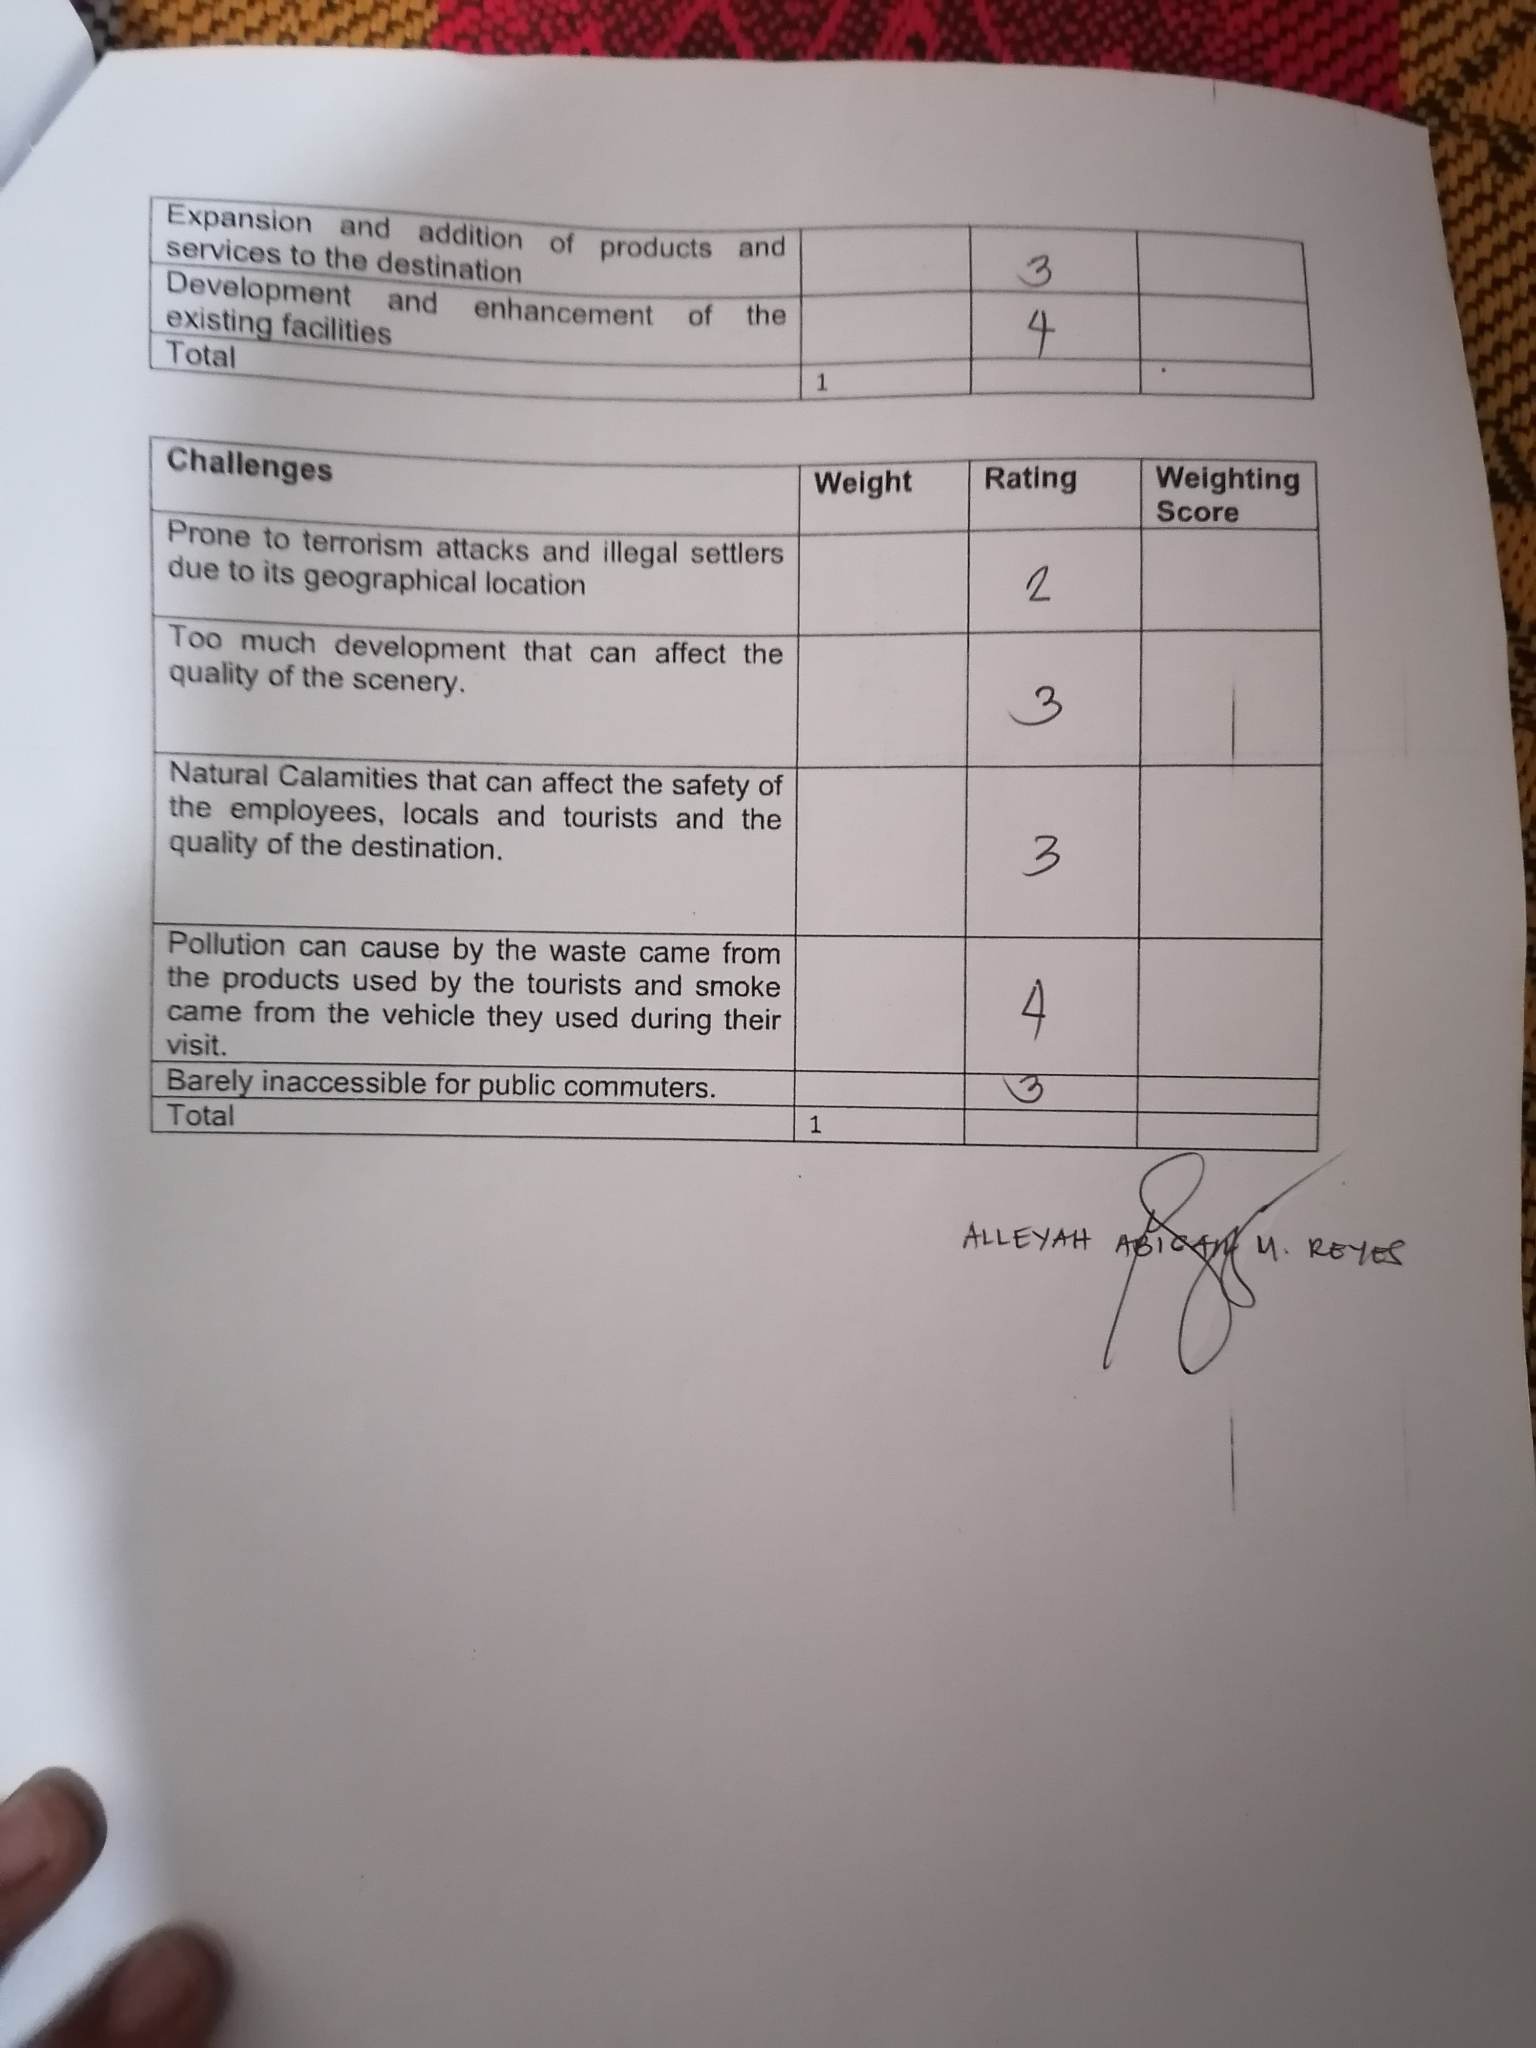 Expansion and addition of products and
services to the destination
3
Development and enhancement of the
existing facilities
4
Total
1
Challenges
Weight
Rating
Weighting
Score
Prone to terrorism attacks and illegal settlers
due to its geographical location
2
Too much development that can affect the
quality of the scenery.
3
Natural Calamities that can affect the safety of
the employees, locals and tourists and the
quality of the destination.
3
Pollution can cause by the waste came from
the products used by the tourists and smoke
came from the vehicle they used during their
visit.
4
Barely inaccessible for public commuters.
3
Total
1
ALLEYAH ABIGAIL M. REYES